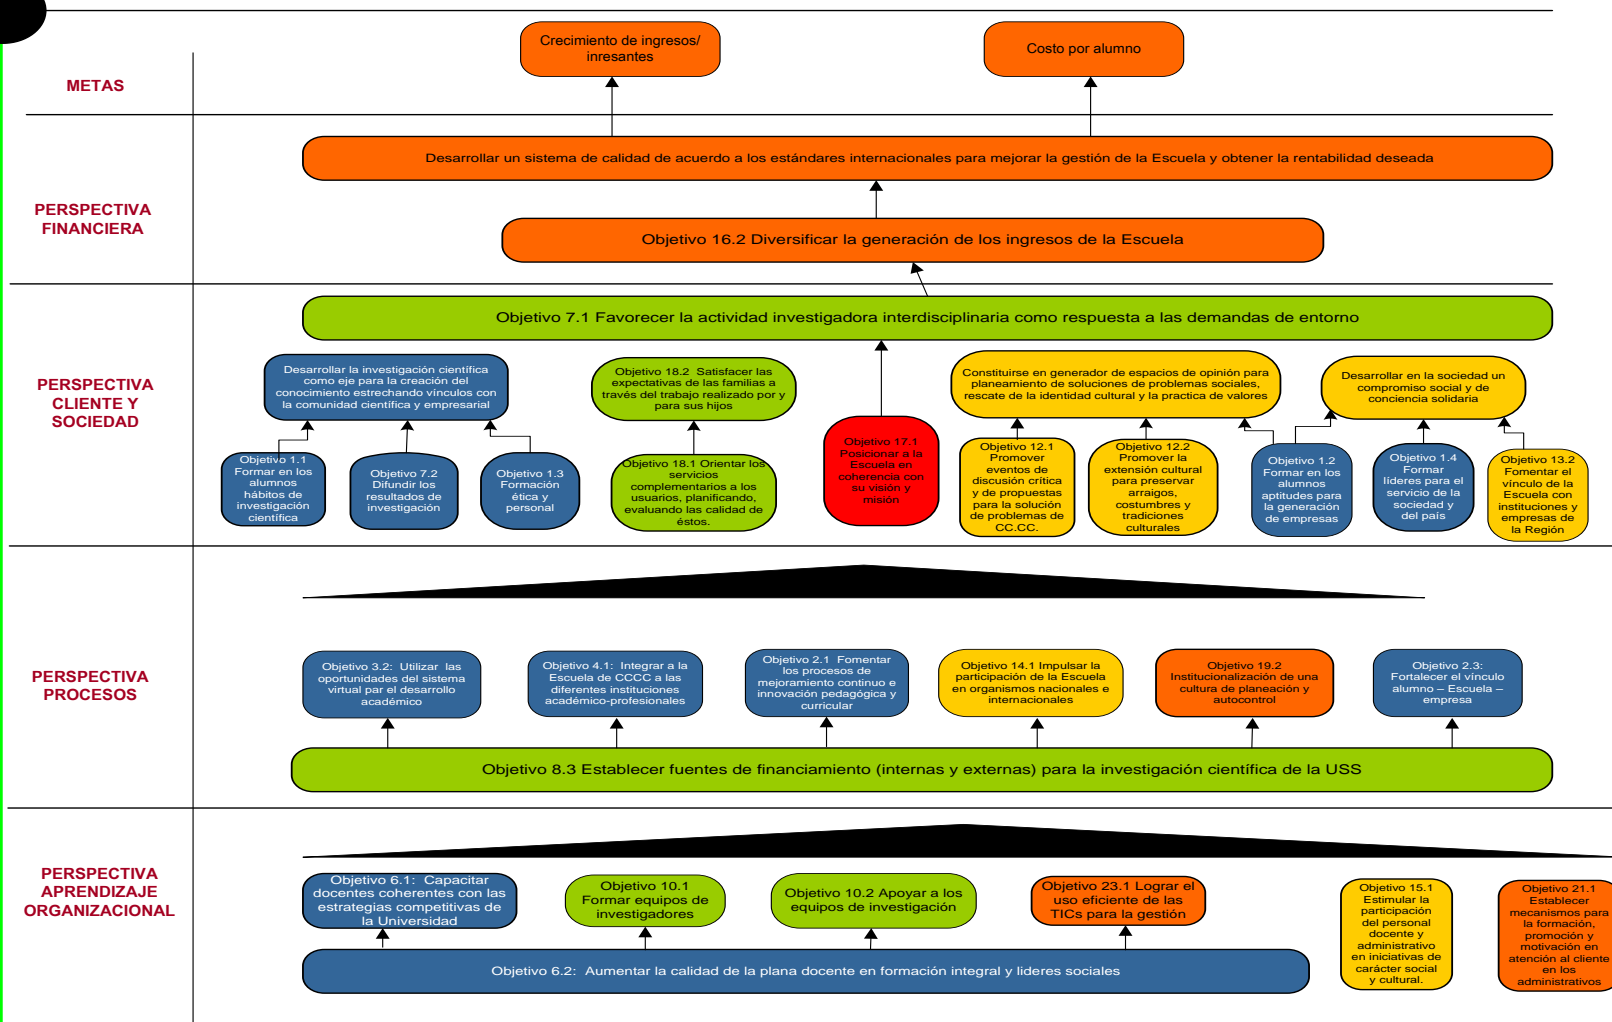 METAS
Crecimiento de ingresos/
inresantes
Costo por alumno
PERSPECTIVA
FINANCIERA
Desarrollar un sistema de calidad de acuerdo a los estándares internacionales para mejorar la gestión de la Escuela y obtener la rentabilidad deseada
Objetivo 16.2 Diversificar la generación de los ingresos de la Escuela
PERSPECTIVA
CLIENTE Y
SOCIEDAD
Objetivo 7.1 Favorecer la actividad investigadora interdisciplinaria como respuesta a las demandas de entorno
Desarrollar la investigación científica
como eje para la creación del
conocimiento estrechando vínculos con
la comunidad científica y empresarial
Objetivo 18.2 Satisfacer las
expectativas de las familias a
través del trabajo realizado por y
para sus hijos
Constituirse en generador de espacios de opinión para
planeamiento de soluciones de problemas sociales,
rescate de la identidad cultural y la practica de valores
Desarrollar en la sociedad un
compromiso social y de
conciencia solidaria
Objetivo 1.1
Formar en los
alumnos
hábitos de
investigación
científica
Objetivo 7.2
Difundir los
resultados de
investigación
Objetivo 1.3
Formación
ética y
personal
Objetivo 18.1 Orientar los
servicios
complementarios a los
usuarios, planificando,
evaluando las calidad de
éstos.
Objetivo 17.1
Posicionar a la
Escuela en
coherencia con
su visión y
misión
Objetivo 12.1
Promover
eventos de
discusión crítica
y de propuestas
para la solución
de problemas de
CC.CC.
Objetivo 12.2
Promover la
extensión cultural
para preservar
arraigos,
costumbres y
tradiciones
culturales
Objetivo 1.2
Formar en los
alumnos
aptitudes para
la generación
de empresas
Objetivo 1.4
Formar
líderes para el
servicio de la
sociedad y
del país
Objetivo 13.2
Fomentar el
vínculo de la
Escuela con
instituciones y
empresas de
la Región
PERSPECTIVA
PROCESOS
Objetivo 3.2: Utilizar las
oportunidades del sistema
virtual par el desarrollo
académico
Objetivo 4.1: Integrar a la
Escuela de CCCC a las
diferentes instituciones
académico-profesionales
Objetivo 2.1 Fomentar
los procesos de
mejoramiento continuo e
innovación pedagógica y
curricular
Objetivo 14.1 Impulsar la
participación de la Escuela
en organismos nacionales e
internacionales
Objetivo 19.2
Institucionalización de una
cultura de planeación y
autocontrol
Objetivo 2.3:
Fortalecer el vínculo
alumno – Escuela –
empresa
Objetivo 8.3 Establecer fuentes de financiamiento (internas y externas) para la investigación científica de la USS
PERSPECTIVA
APRENDIZAJE
ORGANIZACIONAL
Objetivo 6.1: Capacitar
docentes coherentes con las
estrategias competitivas de
la Universidad
Objetivo 10.1
Formar equipos de
investigadores
Objetivo 10.2 Apoyar a los
equipos de investigación
Objetivo 23.1 Lograr el
uso eficiente de las
TICs para la gestión
Objetivo 15.1
Estimular la
participación
del personal
docente y
administrativo
en iniciativas de
carácter social
y cultural.
Objetivo 21.1
Establecer
mecanismos para
la formación,
promoción y
motivación en
atención al cliente
en los
administrativos
Objetivo 6.2: Aumentar la calidad de la plana docente en formación integral y lideres sociales